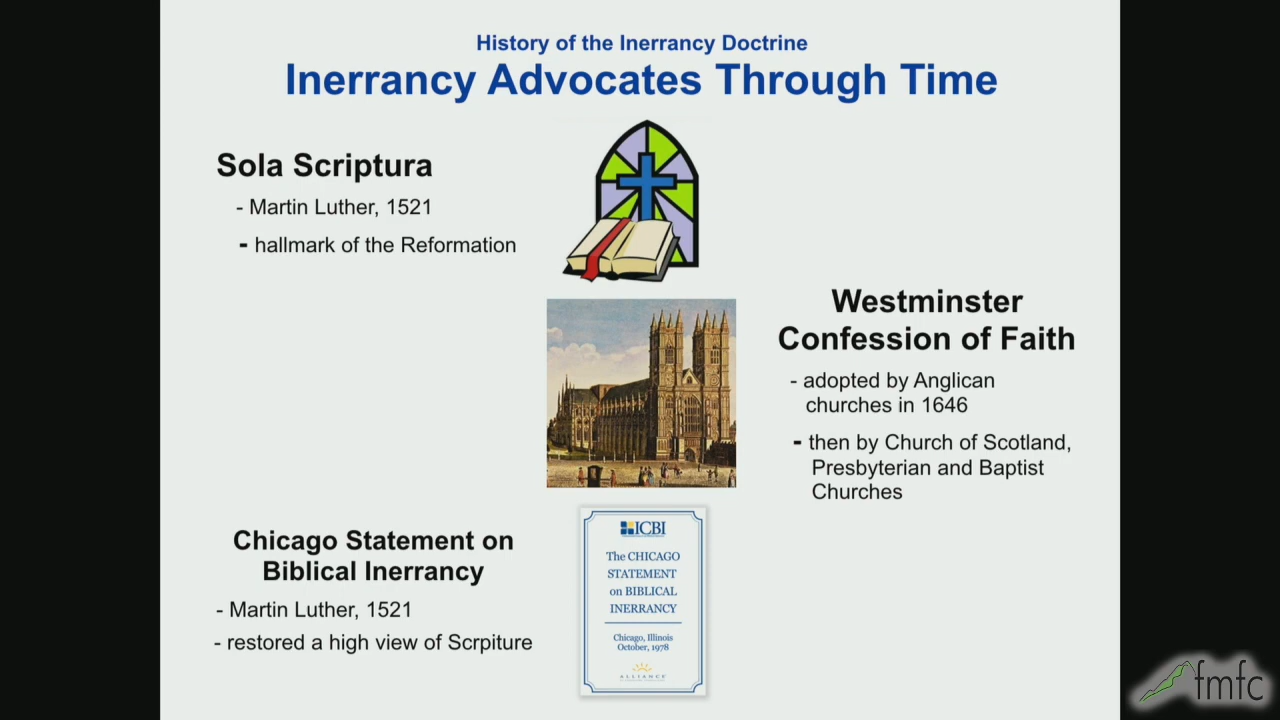 History of the Inerrancy Doctrine
Inerrancy Advocates Through Time
Sola Scriptura
- Martin Luther, 1521
- hallmark of the Reformation
Westminster
Confession of Faith
- adopted by Anglican
churches in 1646
- then by Church of Scotland,
Presbyterian and Baptist
Churches
Chicago Statement on
Biblical Inerrancy
- Martin Luther, 1521
- restored a high view of Scrpiture
ICBI
The CHICAGO
STATEMENT
on BIBLICAL
INERRANCY
Chicago, Illinois
October, 1978
ALLIANCE
fmfc